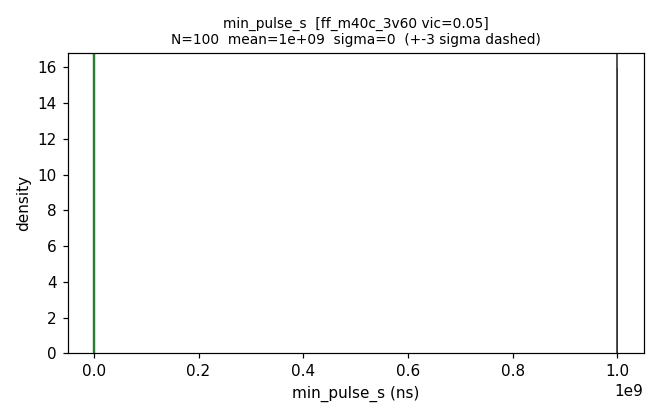 min_pulse_s  [ff_m40c_3v60 vic=0.05]
N=100  mean=1e+09  sigma=0  (+-3 sigma dashed)
16
14
12
10
8
6
4
2
0
density
0.0 0.2 0.4 0.6 0.8 1.0
1e9
min_pulse_s (ns)